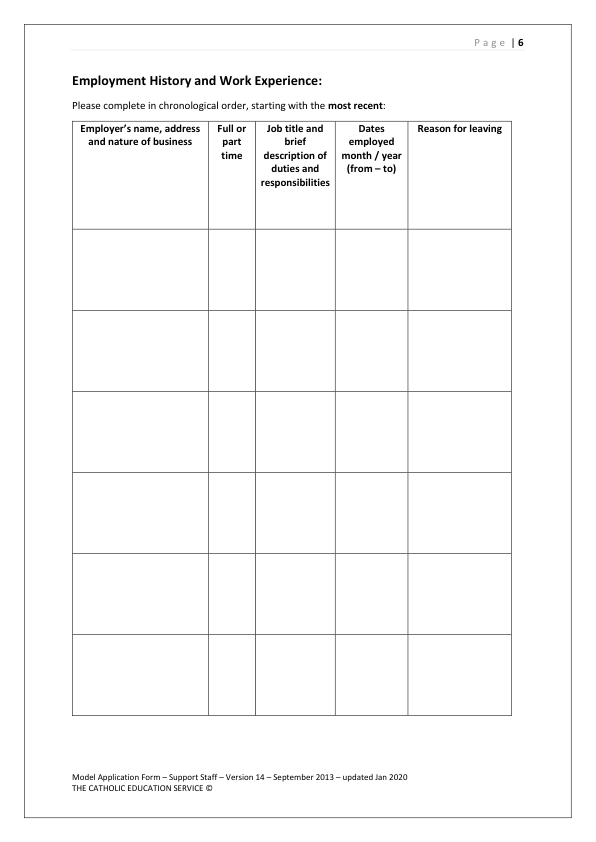 Page | 6
Employment History and Work Experience:
Please complete in chronological order, starting with the most recent:
Employer’s name, address
and nature of business
Full or
part
time
Job title and
brief
description of
duties and
responsibilities
Dates
employed
month / year
(from – to)
Reason for leaving
Model Application Form – Support Staff – Version 14 – September 2013 – updated Jan 2020
THE CATHOLIC EDUCATION SERVICE ©